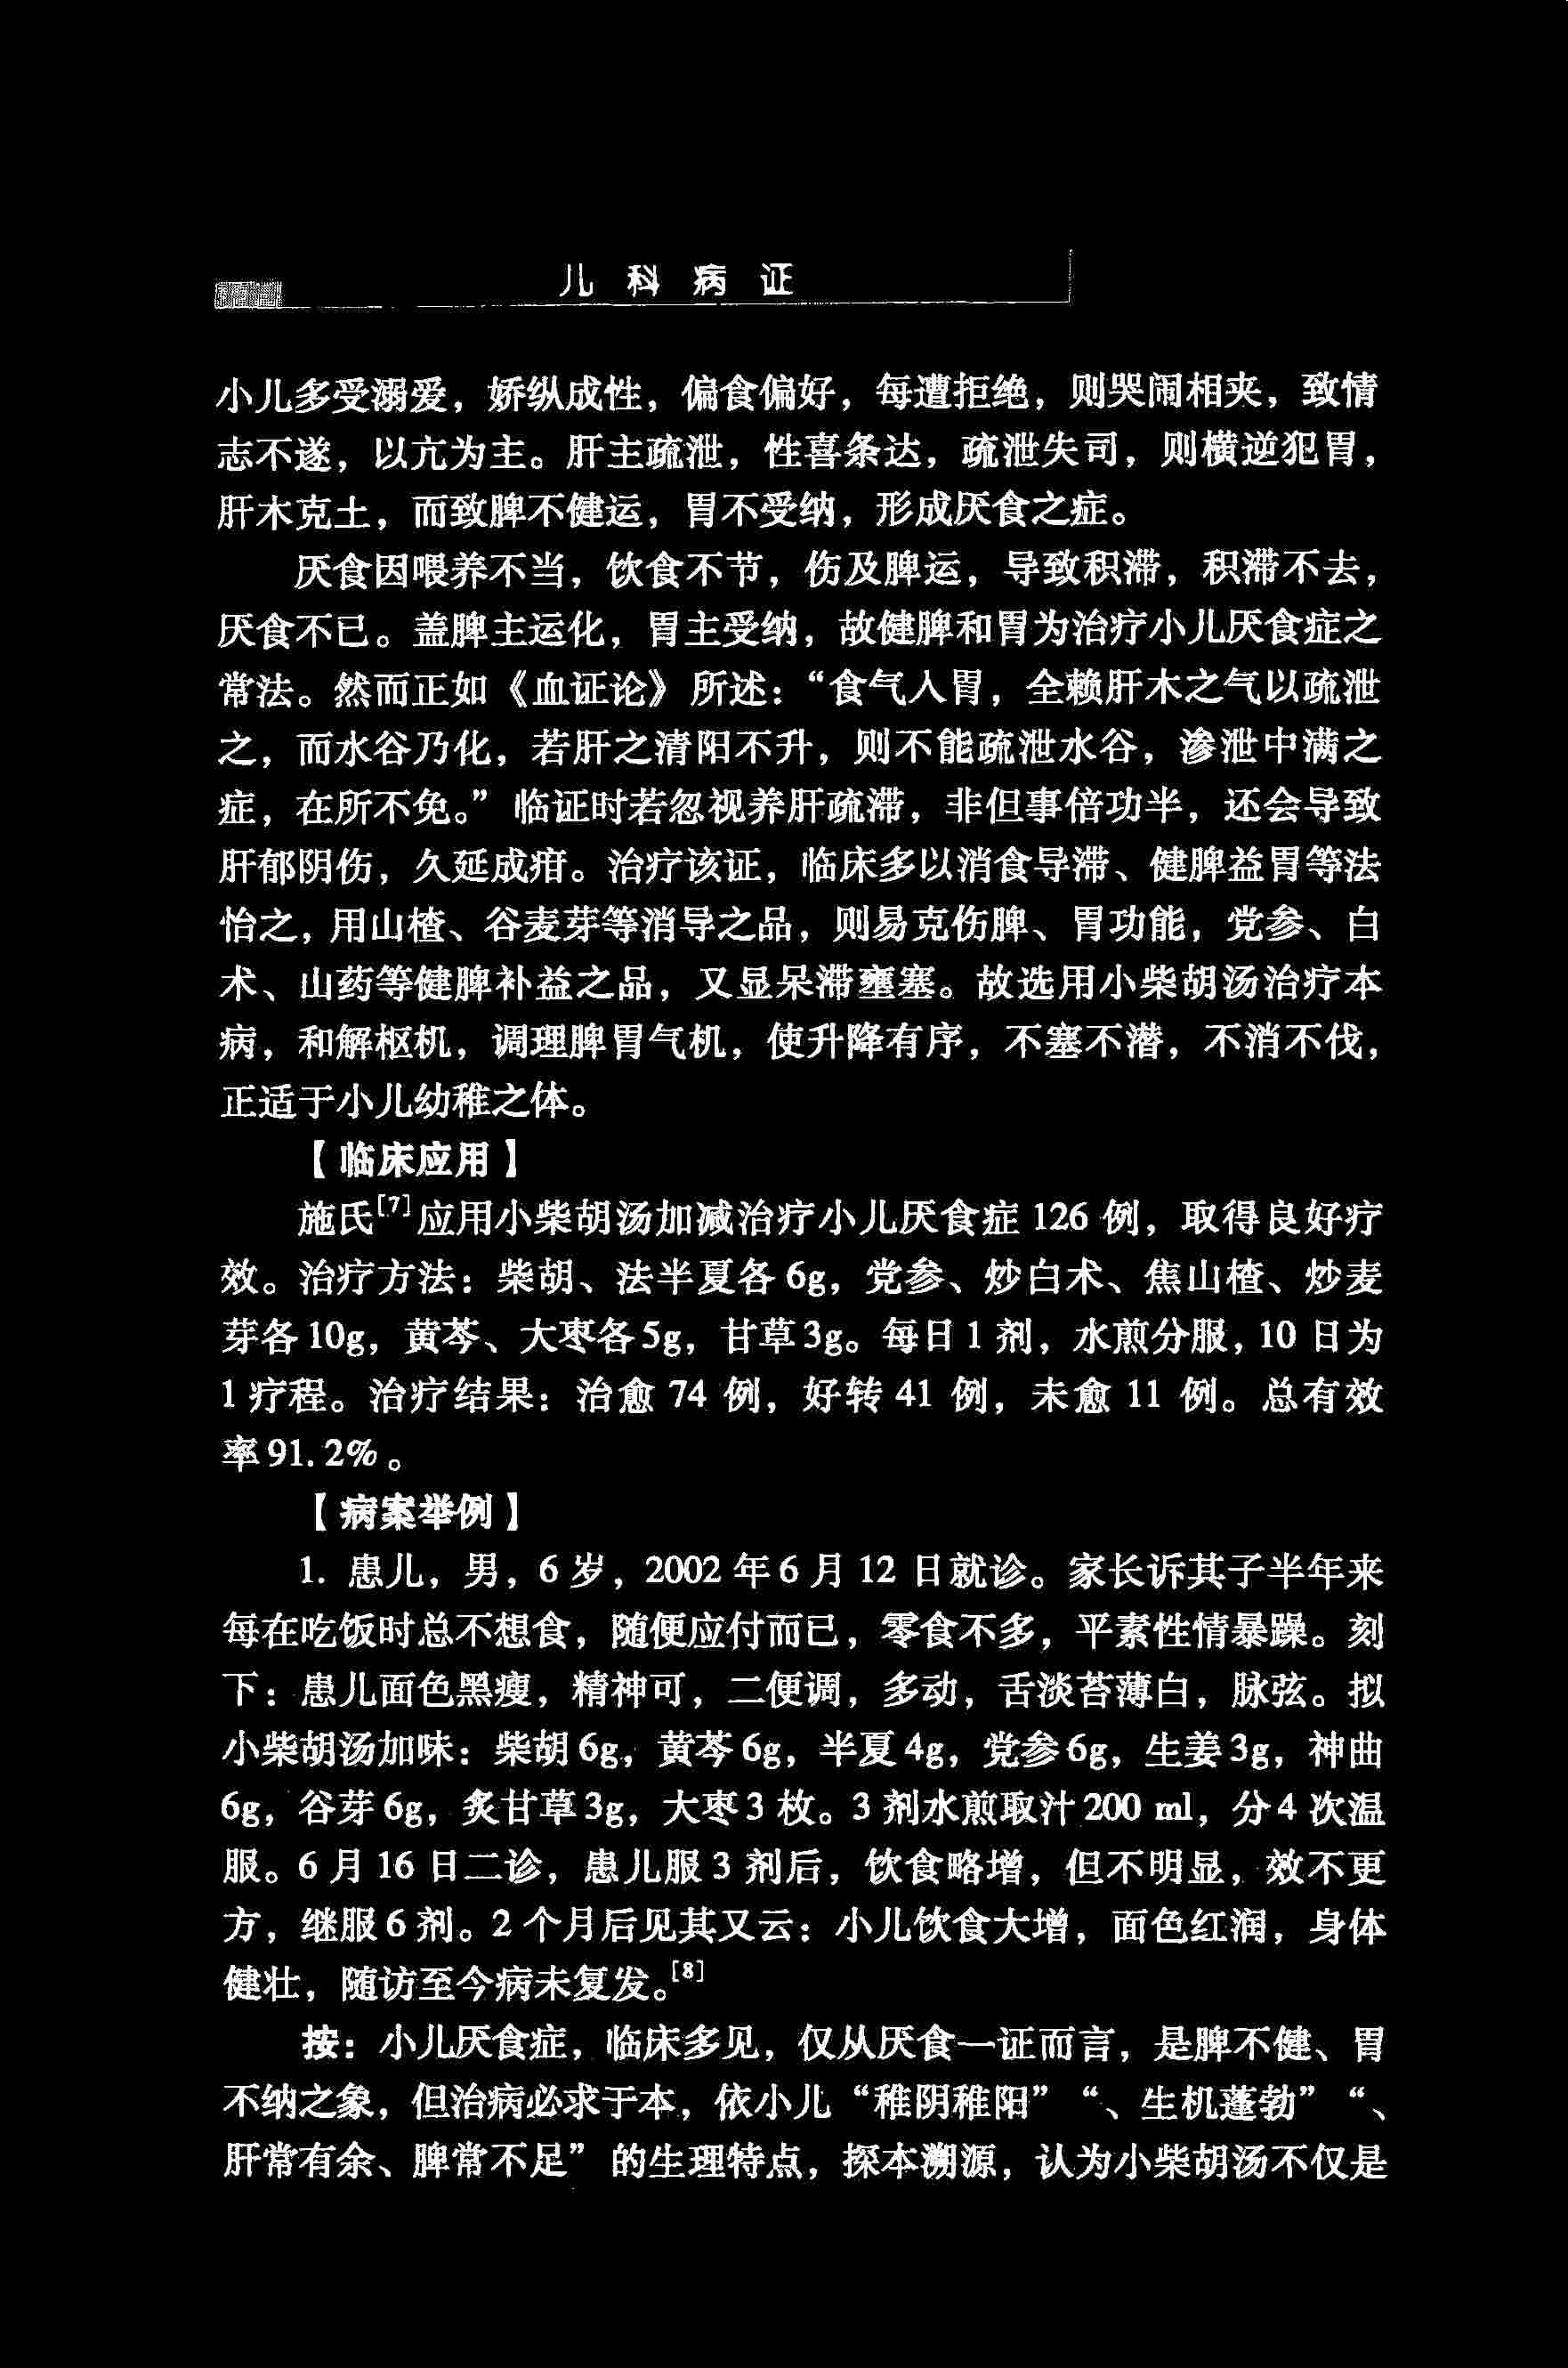 儿科病证
小儿多受溺爱，娇纵成性，偏食偏好，每遭拒绝，则哭闹相夹，致情
志不遂，以亢为主。肝主疏泄，性喜条达，疏泄失司，则横逆犯胃，
肝木克土，而致脾不健运，胃不受纳，形成厌食之症。
厌食因喂养不当，饮食不节，伤及脾运，导致积滞，积滞不去，
厌食不已。盖脾主运化，胃主受纳，故健脾和胃为治疗小儿厌食症之
常法。然而正如《血证论》所述：“食气入胃，全赖肝木之气以疏泄
之，而水谷乃化，若肝之清阳不升，则不能疏泄水谷，渗泄中满之
症，在所不免。”临证时若忽视养肝疏滞，非但事倍功半，还会导致
肝郁阴伤，久延成疳。治疗该证，临床多以消食导滞、健脾益胃等法
怡之，用山楂、谷麦芽等消导之品，则易克伤脾、胃功能，党参、白
术、山药等健脾补益之品，又显呆滞壅塞。故选用小柴胡汤治疗本
病，和解枢机，调理脾胃气机，使升降有序，不塞不潜，不消不伐，
正适于小儿幼稚之体。
【临床应用】
施氏[7]应用小柴胡汤加减治疗小儿厌食症 126 例，取得良好疗
效。治疗方法：柴胡、法半夏各 6g，党参、炒白术、焦山楂、炒麦
芽各 10g，黄芩、大枣各 5g，甘草 3g。每日 1 剂，水煎分服，10 日为
1 疗程。治疗结果：治愈 74 例，好转 41 例，未愈 11 例。总有效
率 91.2%。
【病案举例】
1. 患儿，男，6 岁，2002 年 6 月 12 日就诊。家长诉其子半年来
每在吃饭时总不想食，随便应付而已，零食不多，平素性情暴躁。刻
下：患儿面色黑瘦，精神可，二便调，多动，舌淡苔薄白，脉弦。拟
小柴胡汤加味：柴胡 6g，黄芩 6g，半夏 4g，党参 6g，生姜 3g，神曲
6g，谷芽 6g，炙甘草 3g，大枣 3 枚。3 剂水煎取汁 200 ml，分 4 次温
服。6 月 16 日二诊，患儿服 3 剂后，饮食略增，但不明显，效不更
方，继服 6 剂。2 个月后见其又云：小儿饮食大增，面色红润，身体
健壮，随访至今病未复发。[8]
按：小儿厌食症，临床多见，仅从厌食一证而言，是脾不健、胃
不纳之象，但治病必求于本，依小儿“稚阴稚阳”“、生机蓬勃”“、
肝常有余、脾常不足”的生理特点，探本溯源，认为小柴胡汤不仅是